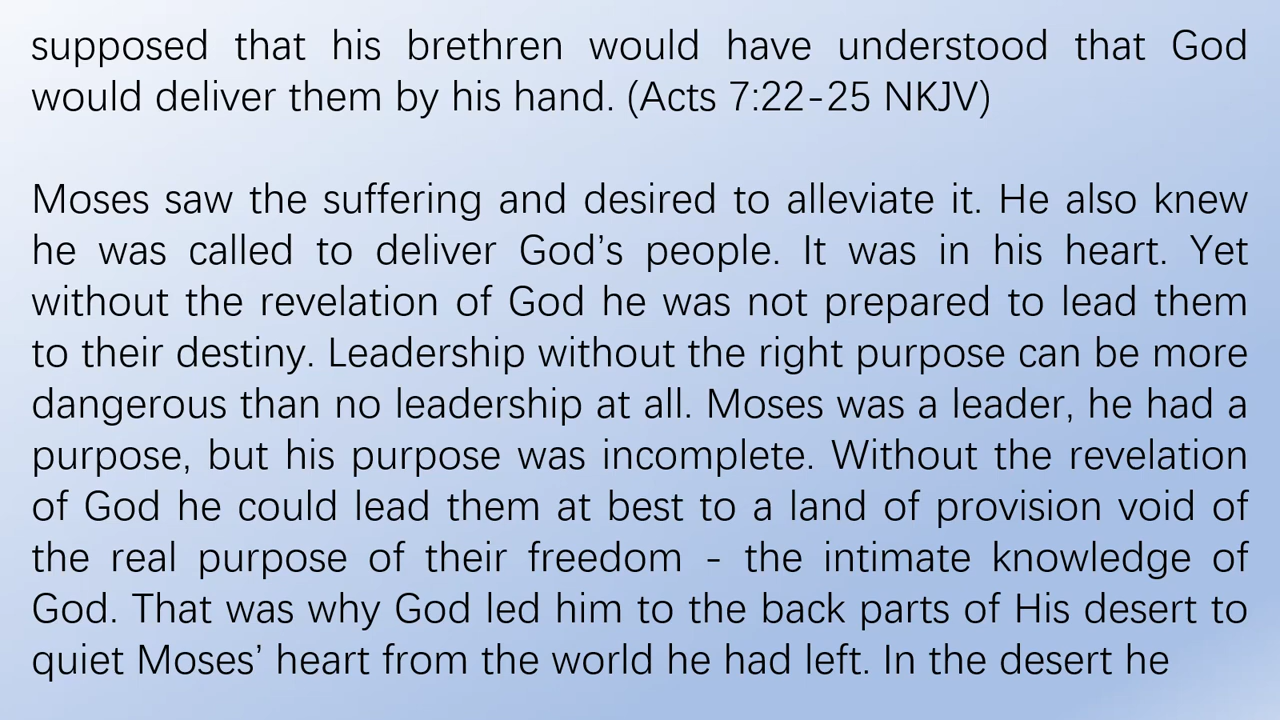 supposed that his brethren would have understood that God
would deliver them by his hand. (Acts 7:22-25 NKJV)
Moses saw the suffering and desired to alleviate it. He also knew
he was called to deliver God’s people. It was in his heart. Yet
without the revelation of God he was not prepared to lead them
to their destiny. Leadership without the right purpose can be more
dangerous than no leadership at all. Moses was a leader, he had a
purpose, but his purpose was incomplete. Without the revelation
of God he could lead them at best to a land of provision void of
the real purpose of their freedom - the intimate knowledge of
God. That was why God led him to the back parts of His desert to
quiet Moses’ heart from the world he had left. In the desert he